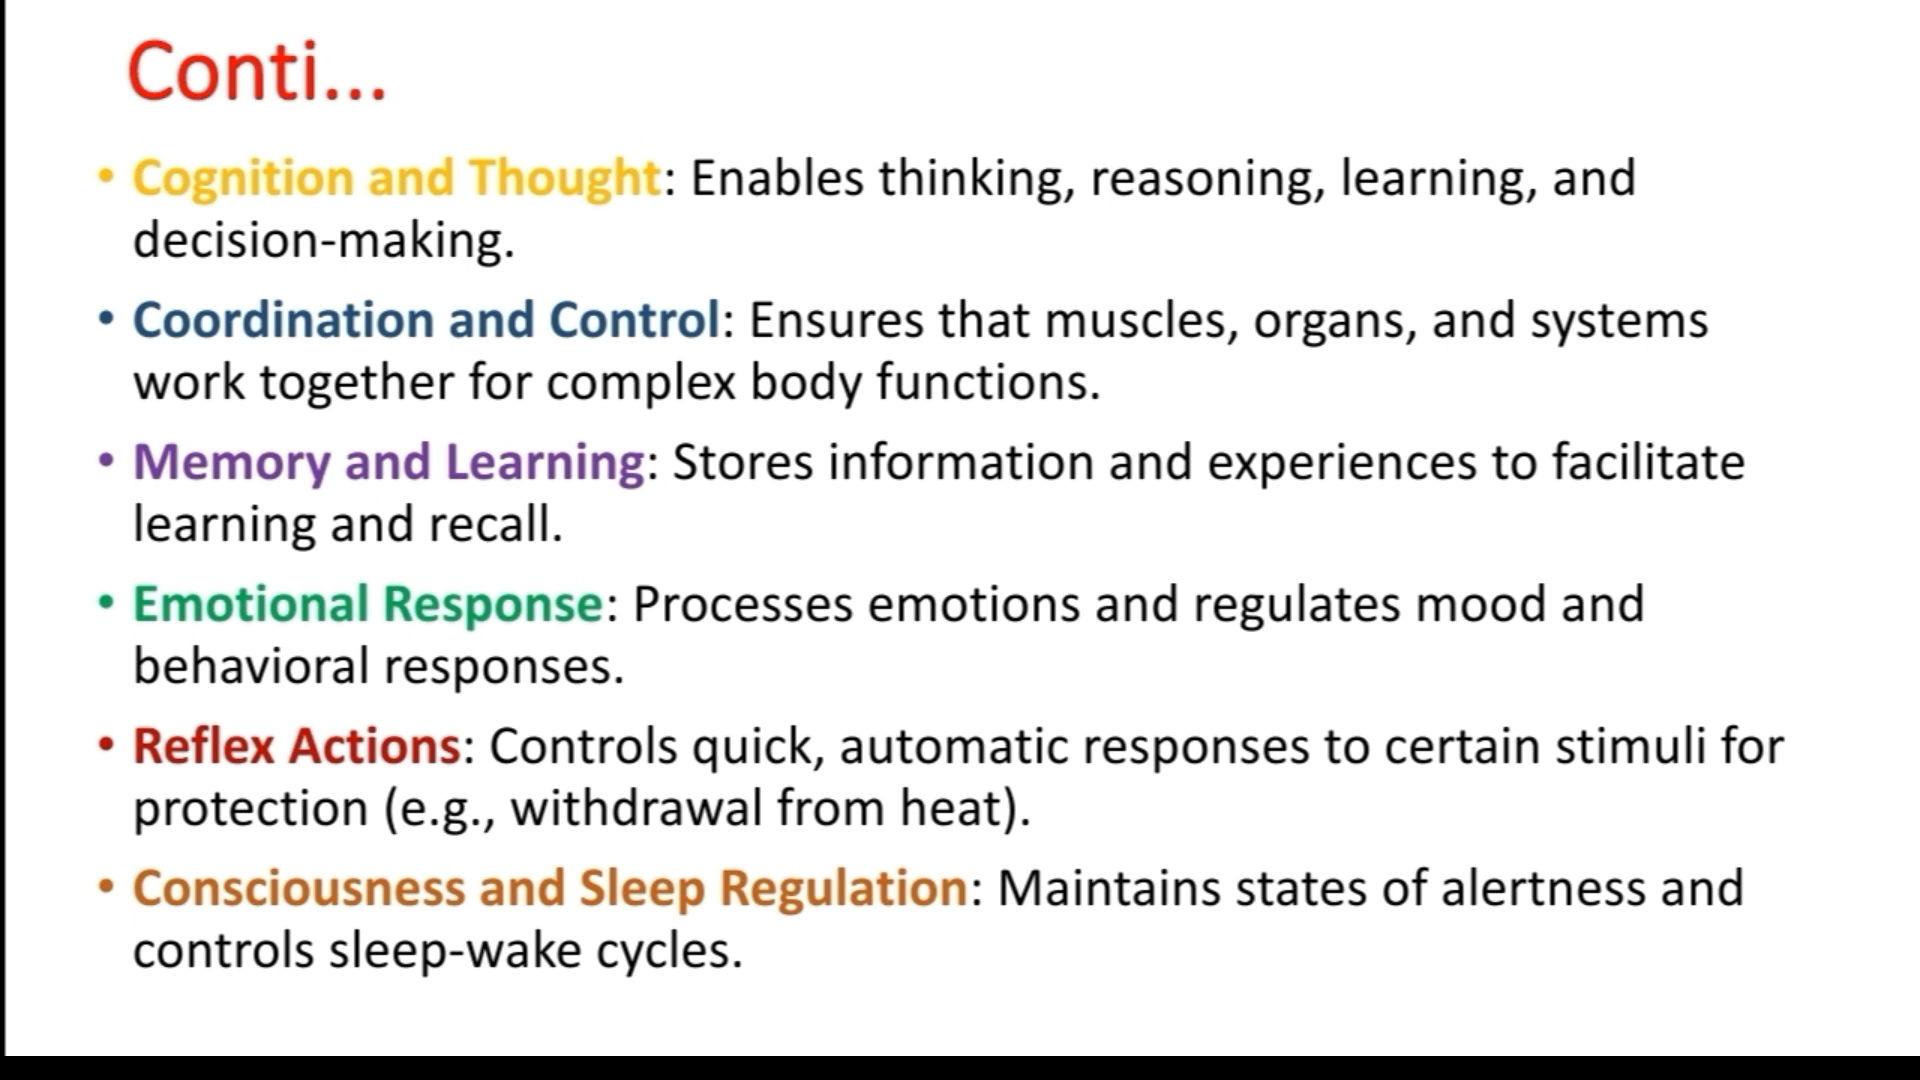 Conti...
• Cognition and Thought: Enables thinking, reasoning, learning, and
decision-making.
• Coordination and Control: Ensures that muscles, organs, and systems
work together for complex body functions.
• Memory and Learning: Stores information and experiences to facilitate
learning and recall.
• Emotional Response: Processes emotions and regulates mood and
behavioral responses.
• Reflex Actions: Controls quick, automatic responses to certain stimuli for
protection (e.g., withdrawal from heat).
• Consciousness and Sleep Regulation: Maintains states of alertness and
controls sleep-wake cycles.